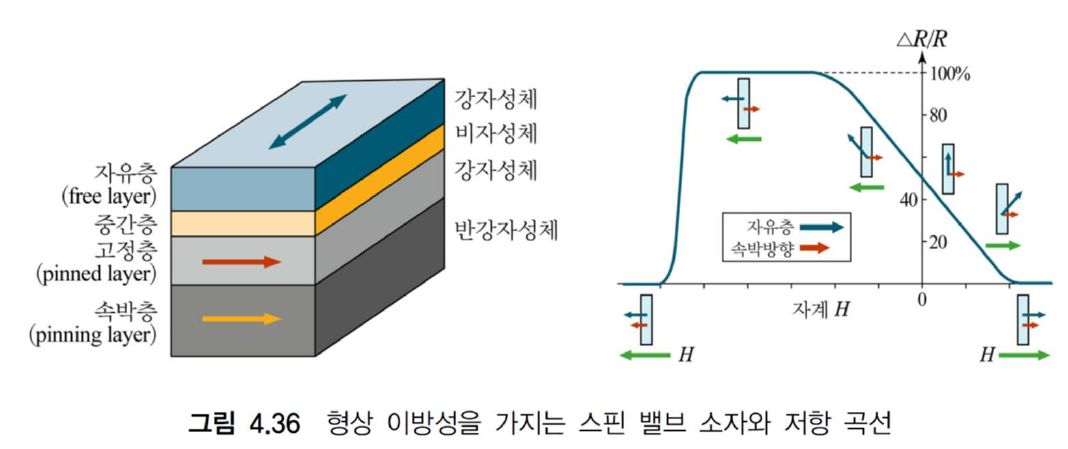 자유층
(free layer)
중간층
고정층
(pinned layer)
속박층
(pinning layer)
강자성체
비자성체
강자성체
반강자성체
△R/R
100%
80
40
20
자유층
속박방향
자계 H
0
H
H
그림 4.36 형상 이방성을 가지는 스핀 밸브 소자와 저항 곡선